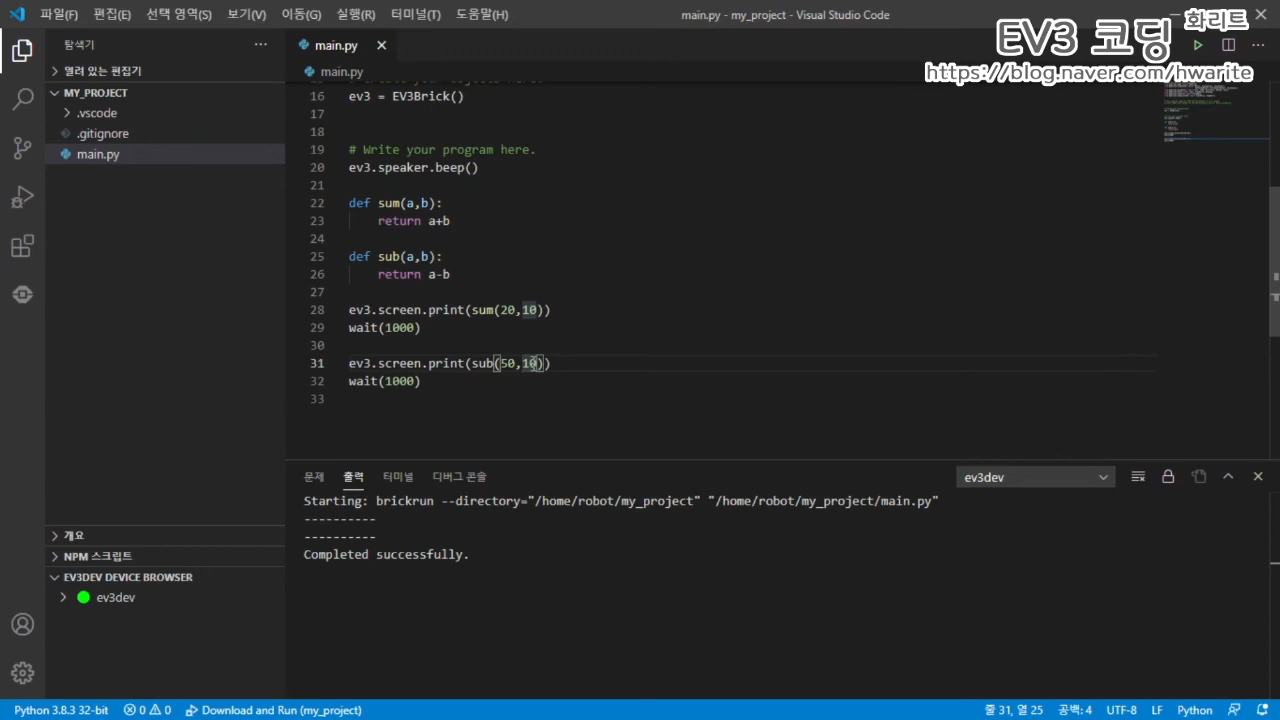 파일(F) 편집(E) 선택 영역(S) 보기(V) 이동(G) 실행(R) 터미널(T) 도움말(H) main.py - my_project - Visual Studio Code
화리트
EV3 코딩
https://blog.naver.com/hwarite
탐색기
main.py
열려 있는 편집기
main.py
MY_PROJECT
.vscode
.gitignore
main.py
16 ev3 = EV3Brick()
17
18
19 # Write your program here.
20 ev3.speaker.beep()
21
22 def sum(a,b):
23 return a+b
24
25 def sub(a,b):
26 return a-b
27
28 ev3.screen.print(sum(20,10))
29 wait(1000)
30
31 ev3.screen.print(sub(50,10))
32 wait(1000)
33
문제 출력 터미널 디버그 콘솔 ev3dev
Starting: brickrun --directory="/home/robot/my_project" "/home/robot/my_project/main.py"
----------
----------
Completed successfully.
개요
NPM 스크립트
EV3DEV DEVICE BROWSER
ev3dev
Python 3.8.3 32-bit 0 0 Download and Run (my_project) 줄 31, 열 25 공백: 4 UTF-8 LF Python